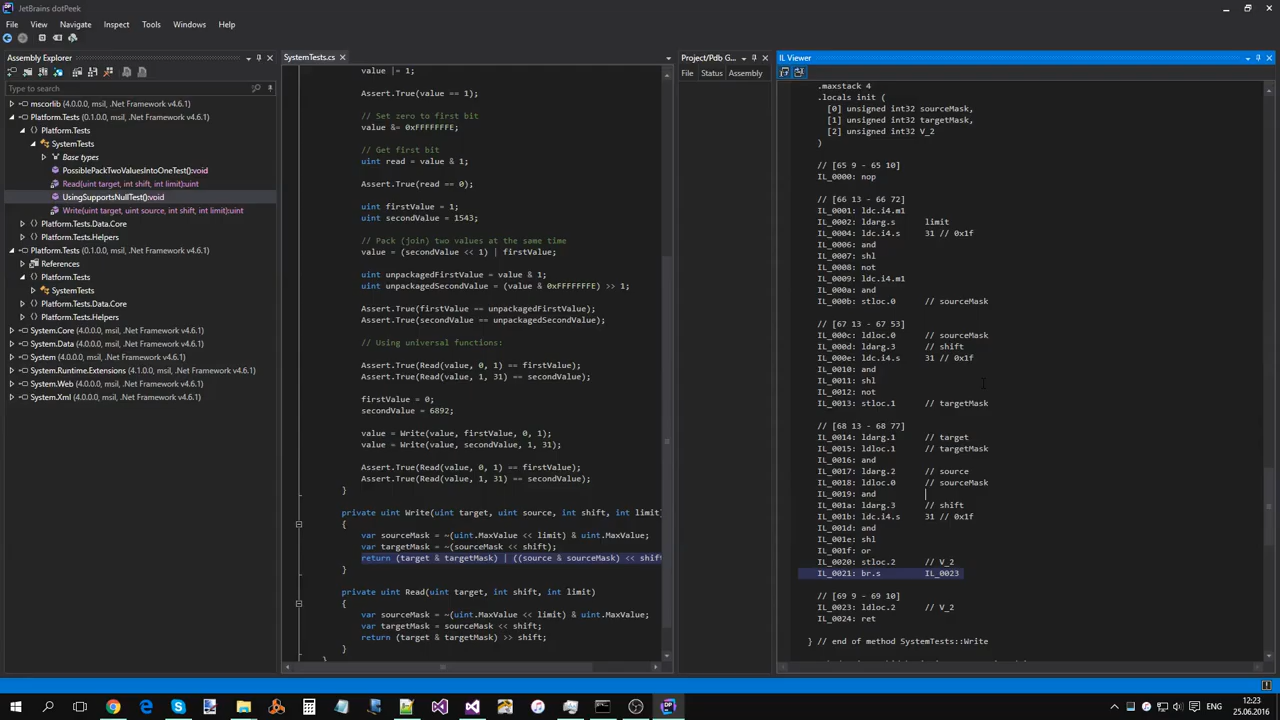 JetBrains dotPeek
File View Navigate Inspect Tools Windows Help
Assembly Explorer
Type to search
mscorlib (4.0.0.0, msil, .Net Framework v4.6.1)
Platform.Tests (0.1.0.0, msil, .Net Framework v4.6.1)
Platform.Tests
SystemTests
Base types
PossiblePackTwoValuesIntoOneTest():void
Read(uint target, int shift, int limit):uint
UsingSupportsNullTest():void
Write(uint target, uint source, int shift, int limit):uint
Platform.Tests.Data.Core
Platform.Tests.Helpers
Platform.Tests (0.1.0.0, msil, .Net Framework v4.6.1)
References
Platform.Tests
SystemTests
Platform.Tests.Data.Core
Platform.Tests.Helpers
System.Core (4.0.0.0, msil, .Net Framework v4.6.1)
System.Data (4.0.0.0, msil, .Net Framework v4.6.1)
System (4.0.0.0, msil, .Net Framework v4.6.1)
System.Runtime.Extensions (4.1.0.0, msil, .Net Framework v4.6.1)
System.Web (4.0.0.0, msil, .Net Framework v4.6.1)
System.Xml (4.0.0.0, msil, .Net Framework v4.6.1)
SystemTests.cs
value |= 1;
Assert.True(value == 1);
// Set zero to first bit
value &= 0xFFFFFFFE;
// Get first bit
uint read = value & 1;
Assert.True(read == 0);
uint firstValue = 1;
uint secondValue = 1543;
// Pack (join) two values at the same time
value = (secondValue << 1) | firstValue;
uint unpackagedFirstValue = value & 1;
uint unpackagedSecondValue = (value & 0xFFFFFFFE) >> 1;
Assert.True(firstValue == unpackagedFirstValue);
Assert.True(secondValue == unpackagedSecondValue);
// Using universal functions:
Assert.True(Read(value, 0, 1) == firstValue);
Assert.True(Read(value, 1, 31) == secondValue);
firstValue = 0;
secondValue = 6892;
value = Write(value, firstValue, 0, 1);
value = Write(value, secondValue, 1, 31);
Assert.True(Read(value, 0, 1) == firstValue);
Assert.True(Read(value, 1, 31) == secondValue);
}
private uint Write(uint target, uint source, int shift, int limit)
{
var sourceMask = ~(uint.MaxValue << limit) & uint.MaxValue;
var targetMask = ~(sourceMask << shift);
return (target & targetMask) | ((source & sourceMask) << shift
}
private uint Read(uint target, int shift, int limit)
{
var sourceMask = ~(uint.MaxValue << limit) & uint.MaxValue;
var targetMask = sourceMask << shift;
return (target & targetMask) >> shift;
}
}
Project/Pdb G...
File Status Assembly
IL Viewer
.maxstack 4
.locals init (
[0] unsigned int32 sourceMask,
[1] unsigned int32 targetMask,
[2] unsigned int32 V_2
)
// [65 9 - 65 10]
IL_0000: nop
// [66 13 - 66 72]
IL_0001: ldc.i4.m1
IL_0002: ldarg.s limit
IL_0004: ldc.i4.s 31 // 0x1f
IL_0006: and
IL_0007: shl
IL_0008: not
IL_0009: ldc.i4.m1
IL_000a: and
IL_000b: stloc.0 // sourceMask
// [67 13 - 67 53]
IL_000c: ldloc.0 // sourceMask
IL_000d: ldarg.3 // shift
IL_000e: ldc.i4.s 31 // 0x1f
IL_0010: and
IL_0011: shl
IL_0012: not
IL_0013: stloc.1 // targetMask
// [68 13 - 68 77]
IL_0014: ldarg.1 // target
IL_0015: ldloc.1 // targetMask
IL_0016: and
IL_0017: ldarg.2 // source
IL_0018: ldloc.0 // sourceMask
IL_0019: and
IL_001a: ldarg.3 // shift
IL_001b: ldc.i4.s 31 // 0x1f
IL_001d: and
IL_001e: shl
IL_001f: or
IL_0020: stloc.2 // V_2
IL_0021: br.s IL_0023
// [69 9 - 69 10]
IL_0023: ldloc.2 // V_2
IL_0024: ret
} // end of method SystemTests::Write
ENG
12:23
25.06.2016